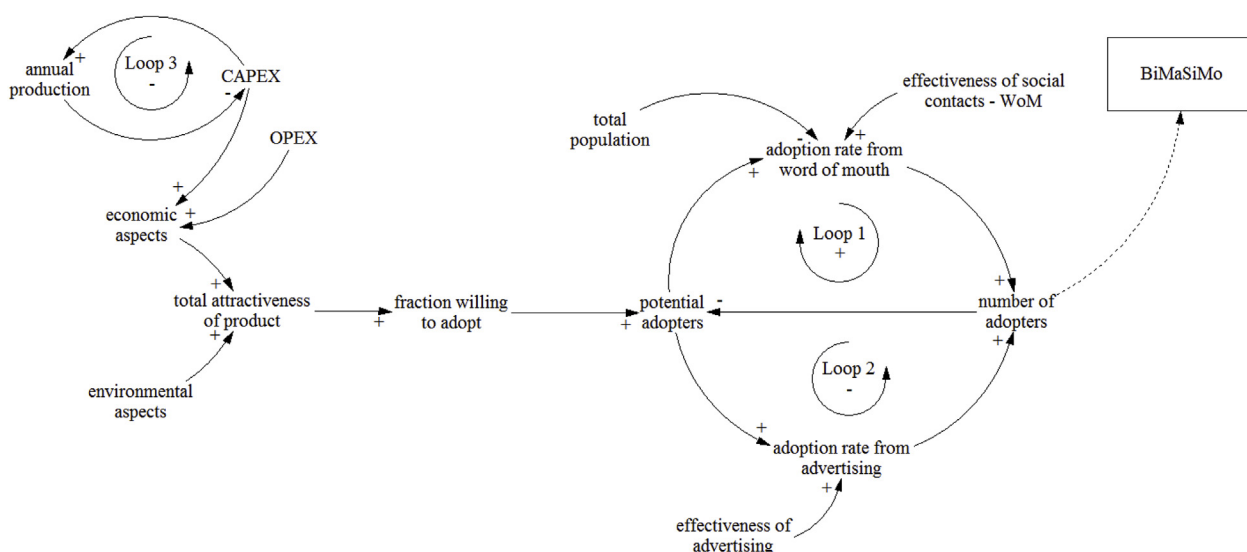 annual
production
+
Loop 3
-
CAPEX
-
OPEX
+
+
economic
aspects
+
total attractiveness
of product
+
environmental
aspects
fraction willing
to adopt
+
potential
adopters
+
-
total
population
effectiveness of social
contacts - WoM
-
+
adoption rate from
word of mouth
+
Loop 1
+
number of
adopters
+
+
Loop 2
-
+
adoption rate from
advertising
+
effectiveness of
advertising
BiMaSiMo